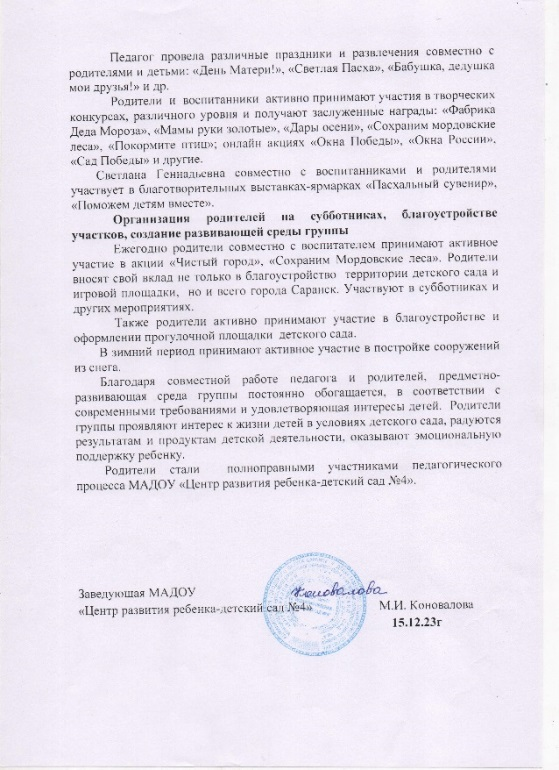 Педагог провела различные праздники и развлечения совместно с
родителями и детьми: «День Матери!», «Светлая Пасха», «Бабушка, дедушка
мои друзья!» и др.
Родители и воспитанники активно принимают участия в творческих
конкурсах, различного уровня и получают заслуженные награды: «Фабрика
Деда Мороза», «Мамы руки золотые», «Дары осени», «Сохраним мордовские
леса», «Покормите птиц»; онлайн акциях «Окна Победы», «Окна России»,
«Сад Победы» и другие.
Светлана Геннадьевна совместно с воспитанниками и родителями
участвует в благотворительных выставках-ярмарках «Пасхальный сувенир»,
«Поможем детям вместе».
Организация родителей на субботниках, благоустройстве
участков, создание развивающей среды группы
Ежегодно родители совместно с воспитателем принимают активное
участие в акции «Чистый город», «Сохраним Мордовские леса». Родители
вносят свой вклад не только в благоустройство территории детского сада и
игровой площадки, но и всего города Саранск. Участвуют в субботниках и
других мероприятиях.
Также родители активно принимают участие в благоустройстве и
оформлении прогулочной площадки детского сада.
В зимний период принимают активное участие в постройке сооружений
из снега.
Благодаря совместной работе педагога и родителей, предметно-
развивающая среда группы постоянно обогащается, в соответствии с
современными требованиями и удовлетворяющая интересы детей. Родители
группы проявляют интерес к жизни детей в условиях детского сада, радуются
результатам и продуктам детской деятельности, оказывают эмоциональную
поддержку ребенку.
Родители стали полноправными участниками педагогического
процесса МАДОУ «Центр развития ребенка-детский сад №4».
Заведующая МАДОУ
Коновалова
«Центр развития ребенка-детский сад №4» М.И. Коновалова
15.12.23г